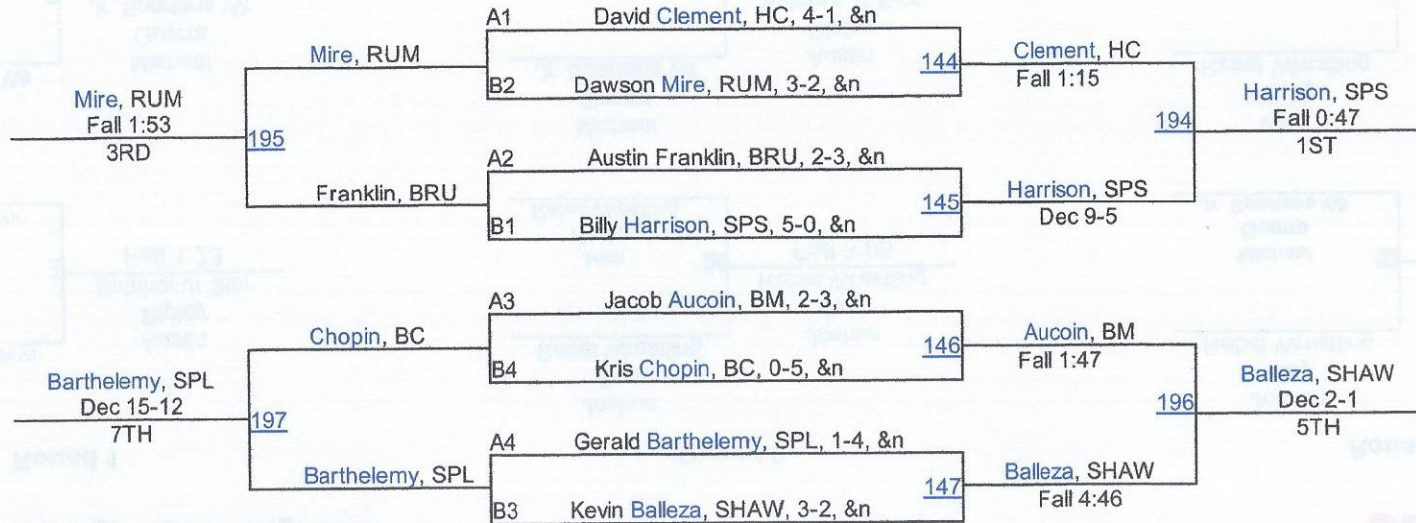 A1
David Clement, HC, 4-1, &n
Mire, RUM
144
Clement, HC
Fall 1:15
B2
Dawson Mire, RUM, 3-2, &n
Mire, RUM
Fall 1:53
3RD
195
194
Harrison, SPS
Fall 0:47
1ST
A2
Austin Franklin, BRU, 2-3, &n
Franklin, BRU
145
Harrison, SPS
Dec 9-5
B1
Billy Harrison, SPS, 5-0, &n
A3
Jacob Aucoin, BM, 2-3, &n
Chopin, BC
146
Aucoin, BM
Fall 1:47
B4
Kris Chopin, BC, 0-5, &n
Barthelemy, SPL
Dec 15-12
7TH
197
196
Balleza, SHAW
Dec 2-1
5TH
A4
Gerald Barthelemy, SPL, 1-4, &n
Barthelemy, SPL
147
Balleza, SHAW
Fall 4:46
B3
Kevin Balleza, SHAW, 3-2, &n